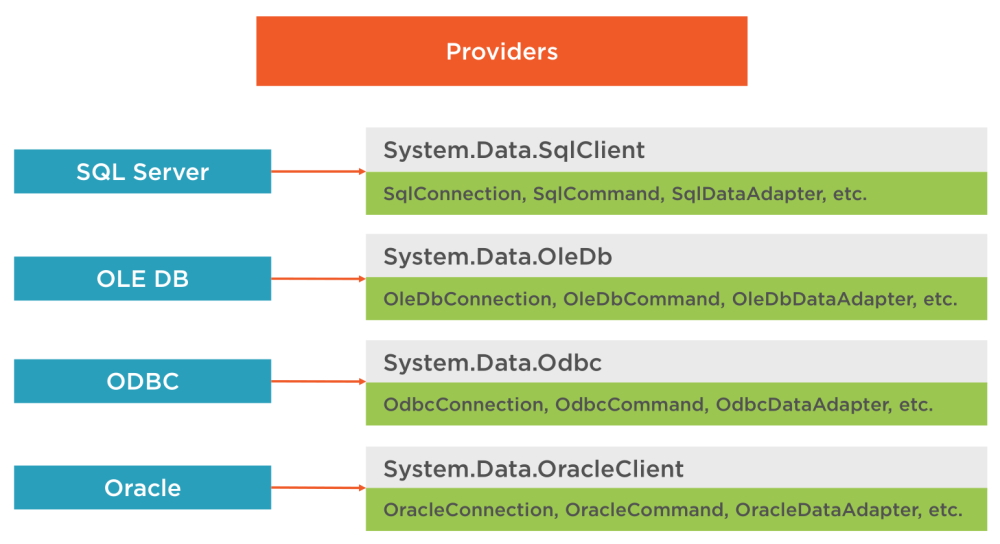 Providers
SQL Server
System.Data.SqlClient
SqlConnection, SqlCommand, SqlDataAdapter, etc.
OLE DB
System.Data.OleDb
OleDbConnection, OleDbCommand, OleDbDataAdapter, etc.
ODBC
System.Data.Odbc
OdbcConnection, OdbcCommand, OdbcDataAdapter, etc.
Oracle
System.Data.OracleClient
OracleConnection, OracleCommand, OracleDataAdapter, etc.